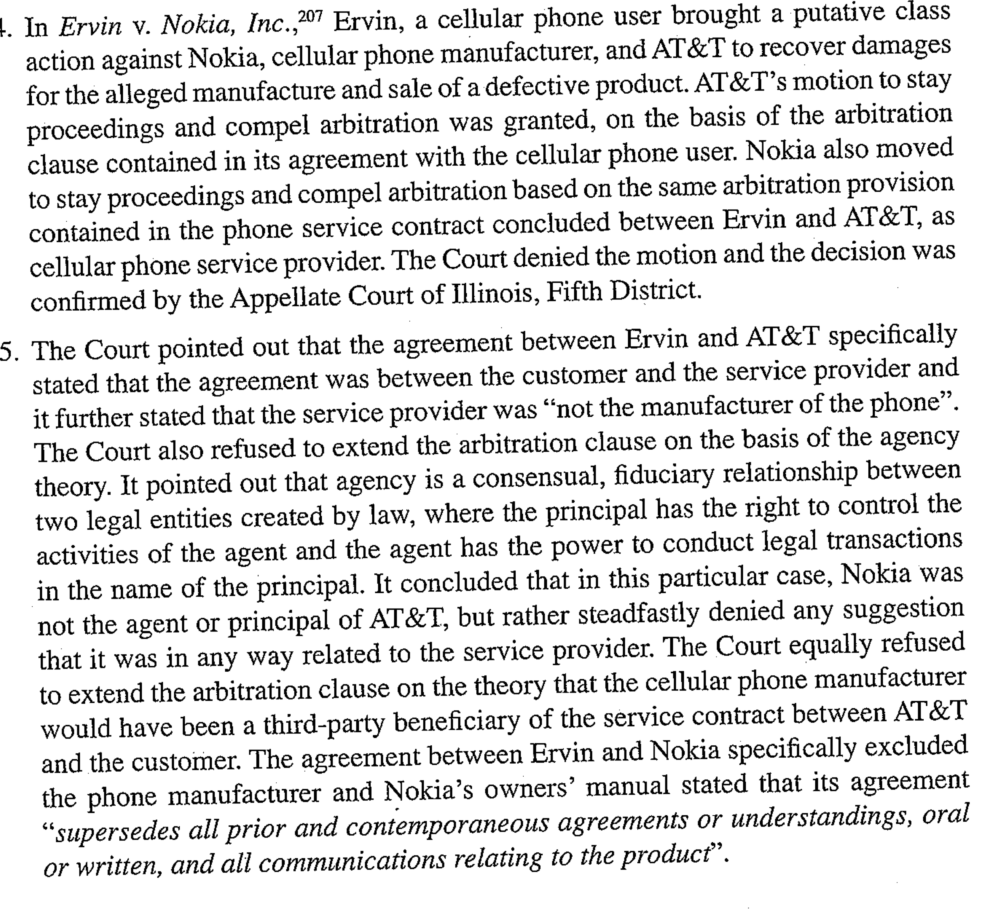 4. In Ervin v. Nokia, Inc.,207 Ervin, a cellular phone user brought a putative class
action against Nokia, cellular phone manufacturer, and AT&T to recover damages
for the alleged manufacture and sale of a defective product. AT&T's motion to stay
proceedings and compel arbitration was granted, on the basis of the arbitration
clause contained in its agreement with the cellular phone user. Nokia also moved
to stay proceedings and compel arbitration based on the same arbitration provision
contained in the phone service contract concluded between Ervin and AT&T, as
cellular phone service provider. The Court denied the motion and the decision was
confirmed by the Appellate Court of Illinois, Fifth District.
5. The Court pointed out that the agreement between Ervin and AT&T specifically
stated that the agreement was between the customer and the service provider and
it further stated that the service provider was “not the manufacturer of the phone”.
The Court also refused to extend the arbitration clause on the basis of the agency
theory. It pointed out that agency is a consensual, fiduciary relationship between
two legal entities created by law, where the principal has the right to control the
activities of the agent and the agent has the power to conduct legal transactions
in the name of the principal. It concluded that in this particular case, Nokia was
not the agent or principal of AT&T, but rather steadfastly denied any suggestion
that it was in any way related to the service provider. The Court equally refused
to extend the arbitration clause on the theory that the cellular phone manufacturer
would have been a third-party beneficiary of the service contract between AT&T
and the customer. The agreement between Ervin and Nokia specifically excluded
the phone manufacturer and Nokia's owners' manual stated that its agreement
“supersedes all prior and contemporaneous agreements or understandings, oral
or written, and all communications relating to the product”.